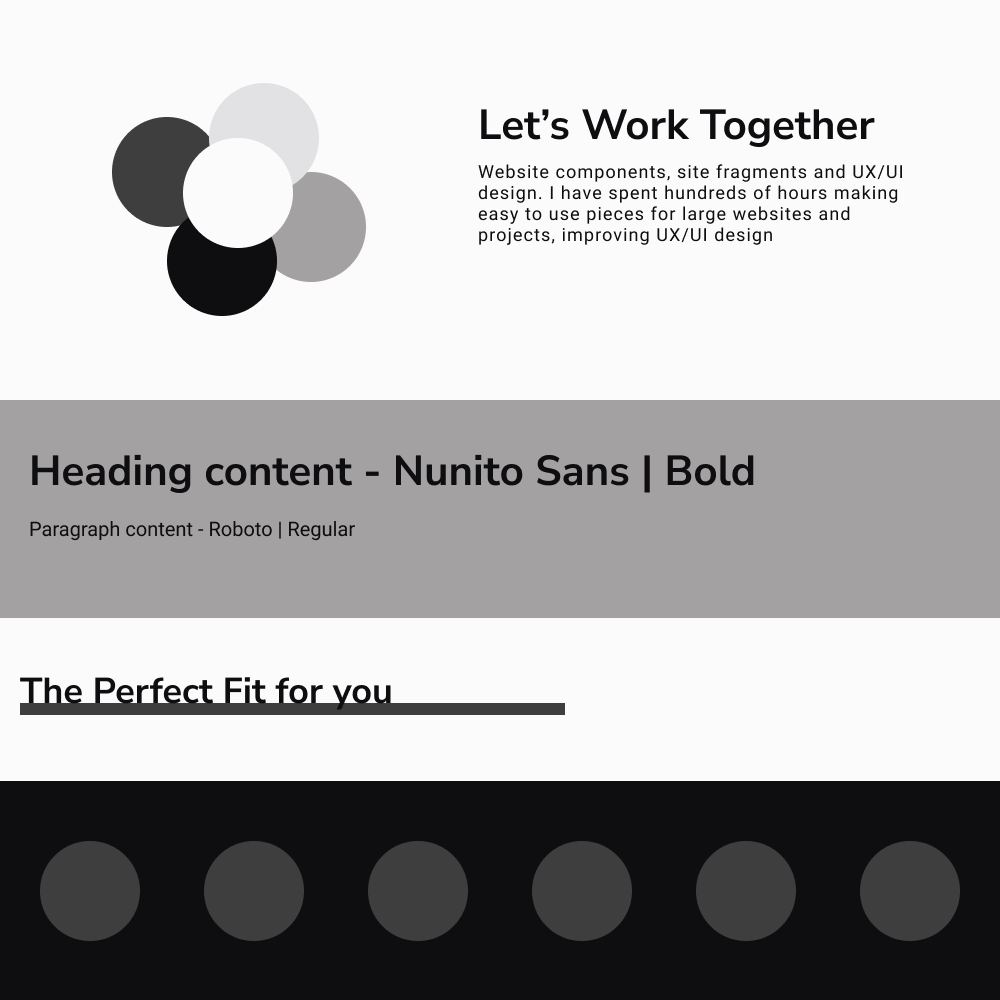 Let’s Work Together
Website components, site fragments and UX/UI
design. I have spent hundreds of hours making
easy to use pieces for large websites and
projects, improving UX/UI design
Heading content - Nunito Sans | Bold
Paragraph content - Roboto | Regular
The Perfect Fit for you